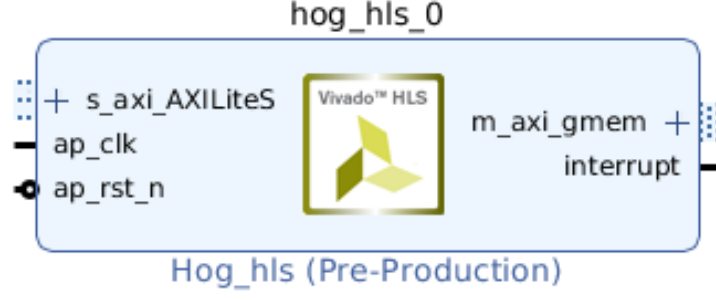 hog_hls_0
+ s_axi_AXILiteS
ap_clk
ap_rst_n
Vivado™ HLS
m_axi_gmem +
interrupt
Hog_hls (Pre-Production)